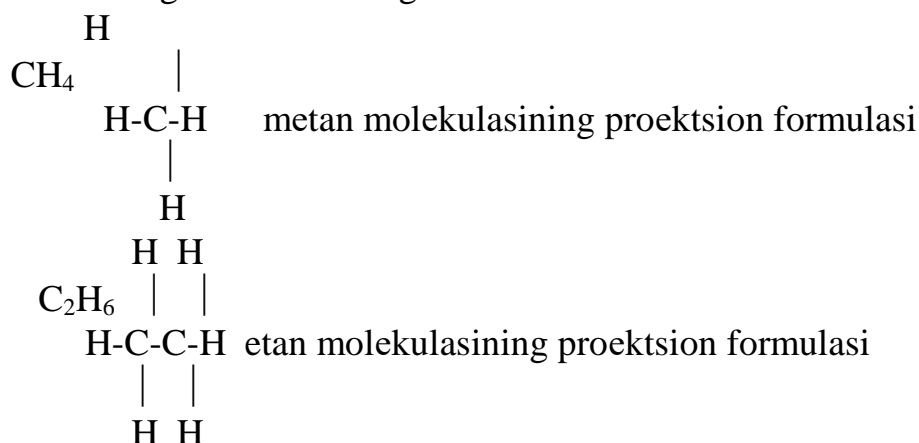 H
CH₄ |
H-C-H metan molekulasining proektsion formulasi
|
H
H H
C₂H₆ | |
H-C-C-H etan molekulasining proektsion formulasi
| |
H H